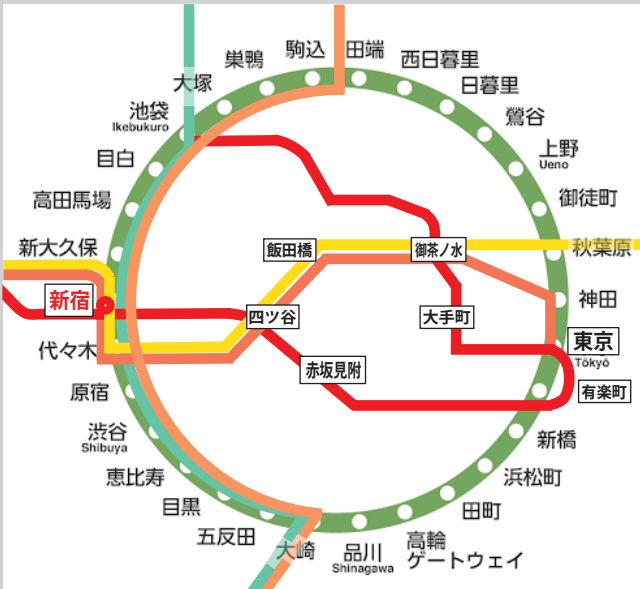 駒込
田端
巣鴨
西日暮里
大塚
日暮里
池袋
Ikebukuro
鶯谷
目白
上野
Ueno
高田馬場
御徒町
新大久保
飯田橋
御茶ノ水
秋葉原
新宿
神田
四ツ谷
大手町
東京
Tōkyō
代々木
赤坂見附
原宿
有楽町
渋谷
Shibuya
新橋
恵比寿
浜松町
目黒
田町
五反田
大崎
品川
Shinagawa
高輪
ゲートウェイ